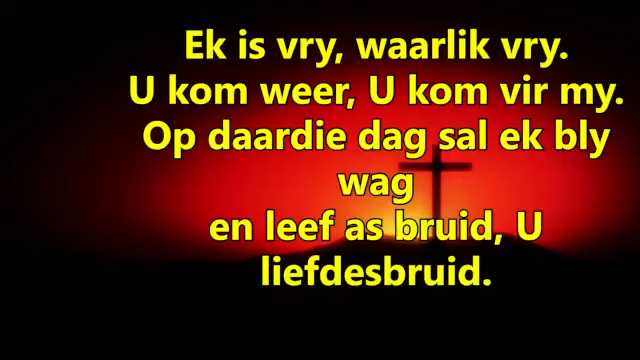 Ek is vry, waarlik vry.
U kom weer, U kom vir my.
Op daardie dag sal ek bly
wag
en leef as bruid, U
liefdesbruid.